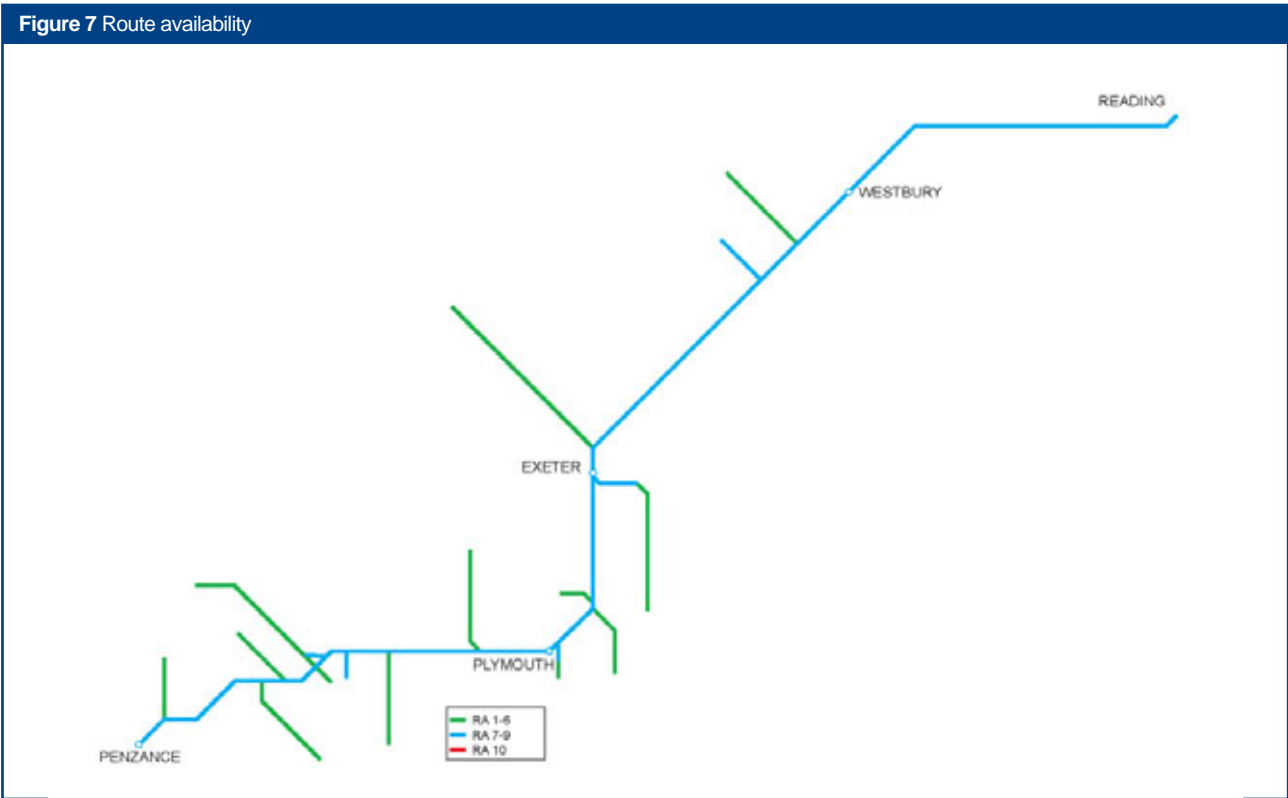 Figure 7 Route availability
READING
WESTBURY
EXETER
PLYMOUTH
PENZANCE
RA 1-6
RA 7-9
RA 10